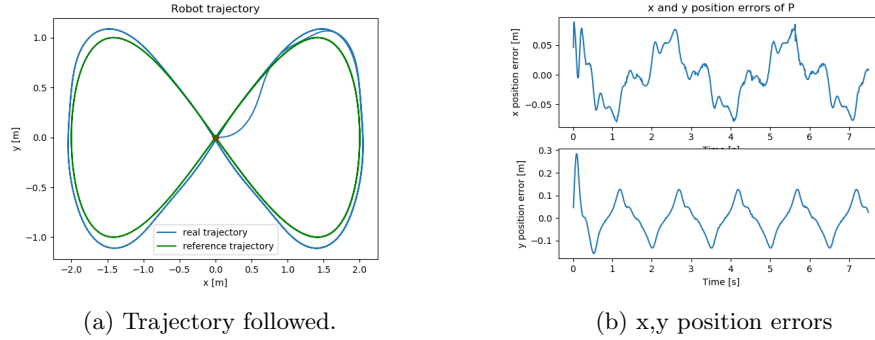 Robot trajectory
1.0
0.5
0.0
−0.5
−1.0
y [m]
real trajectory
reference trajectory
−2.0 −1.5 −1.0 −0.5 0.0 0.5 1.0 1.5 2.0
x [m]
(a) Trajectory followed.
x and y position errors of P
0.05
0.00
−0.05
x position error [m]
0 1 2 3 4 5 6 7
Time [s]
0.3
0.2
0.1
0.0
−0.1
y position error [m]
0 1 2 3 4 5 6 7
Time [s]
(b) x,y position errors